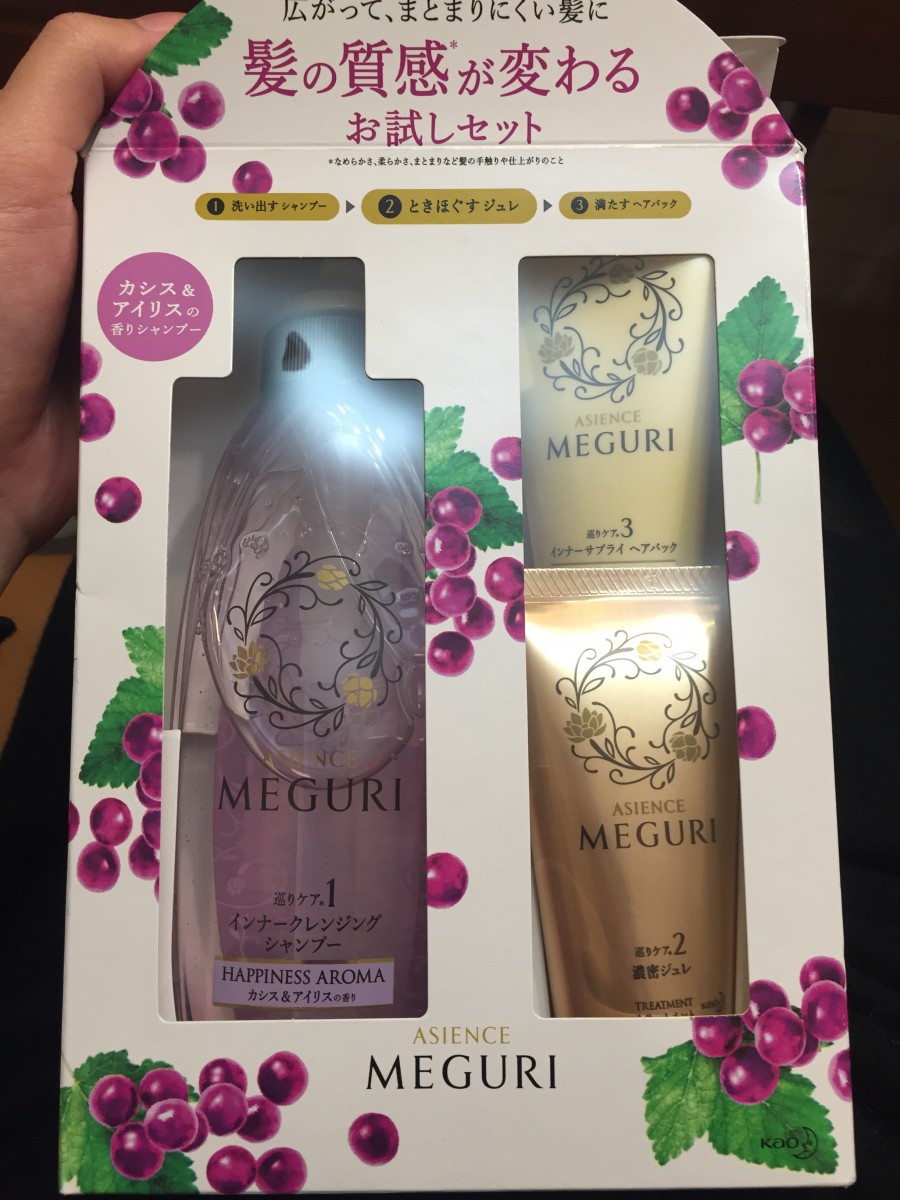 広がって、まとまりにくい髪に
髪の質感*が変わる
お試しセット
*なめらかさ、柔らかさ、まとまりなど髪の手触りや仕上がりのこと
1 洗い出す シャンプー
2 ときほぐす ジュレ
3 満たす ヘアパック
カシス&
アイリスの
香りシャンプー
ASIENCE
MEGURI
巡りケア*3
インナーサプライ ヘアパック
ASIENCE
MEGURI
巡りケア*1
インナークレンジング
シャンプー
HAPPINESS AROMA
カシス&アイリスの香り
ASIENCE
MEGURI
巡りケア*2
濃密ジュレ
TREATMENT
Kao
ASIENCE
MEGURI
Kao